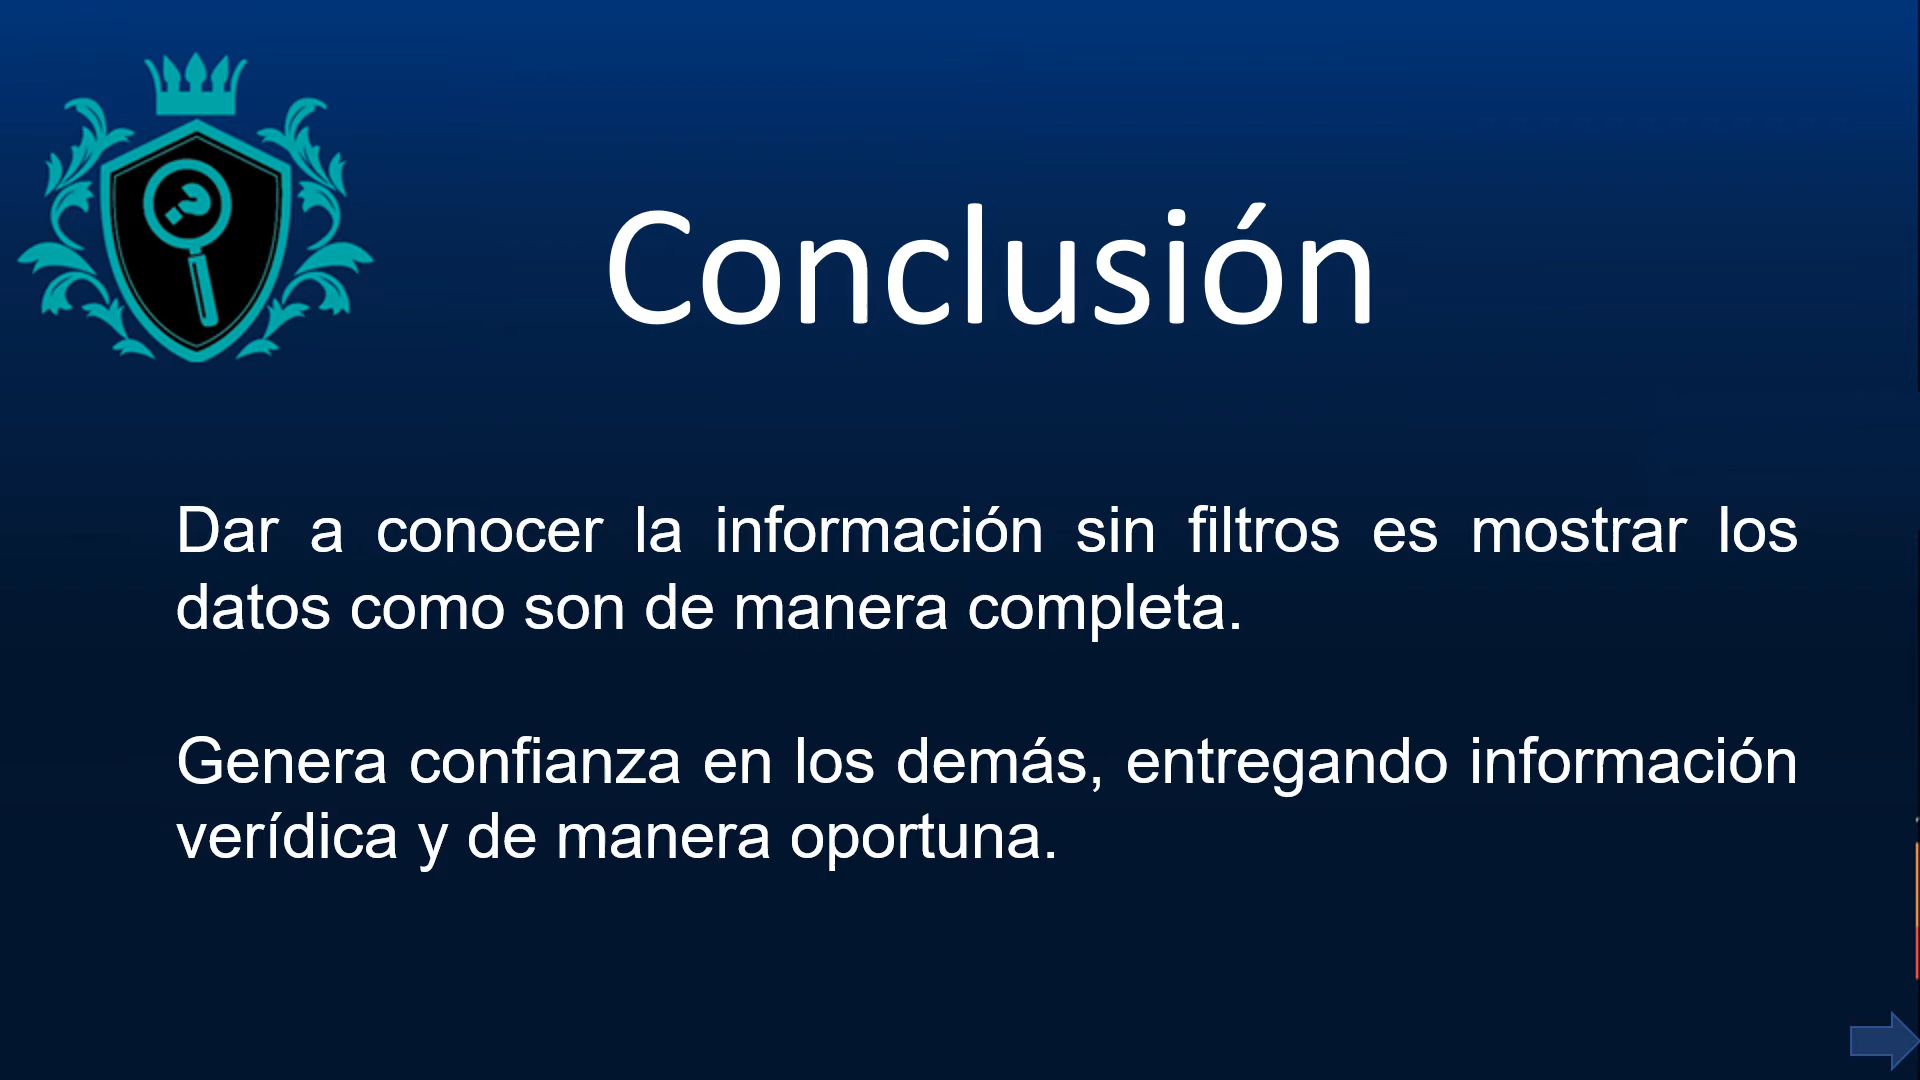 Conclusión
Dar a conocer la información sin filtros es mostrar los
datos como son de manera completa.
Genera confianza en los demás, entregando información
verídica y de manera oportuna.